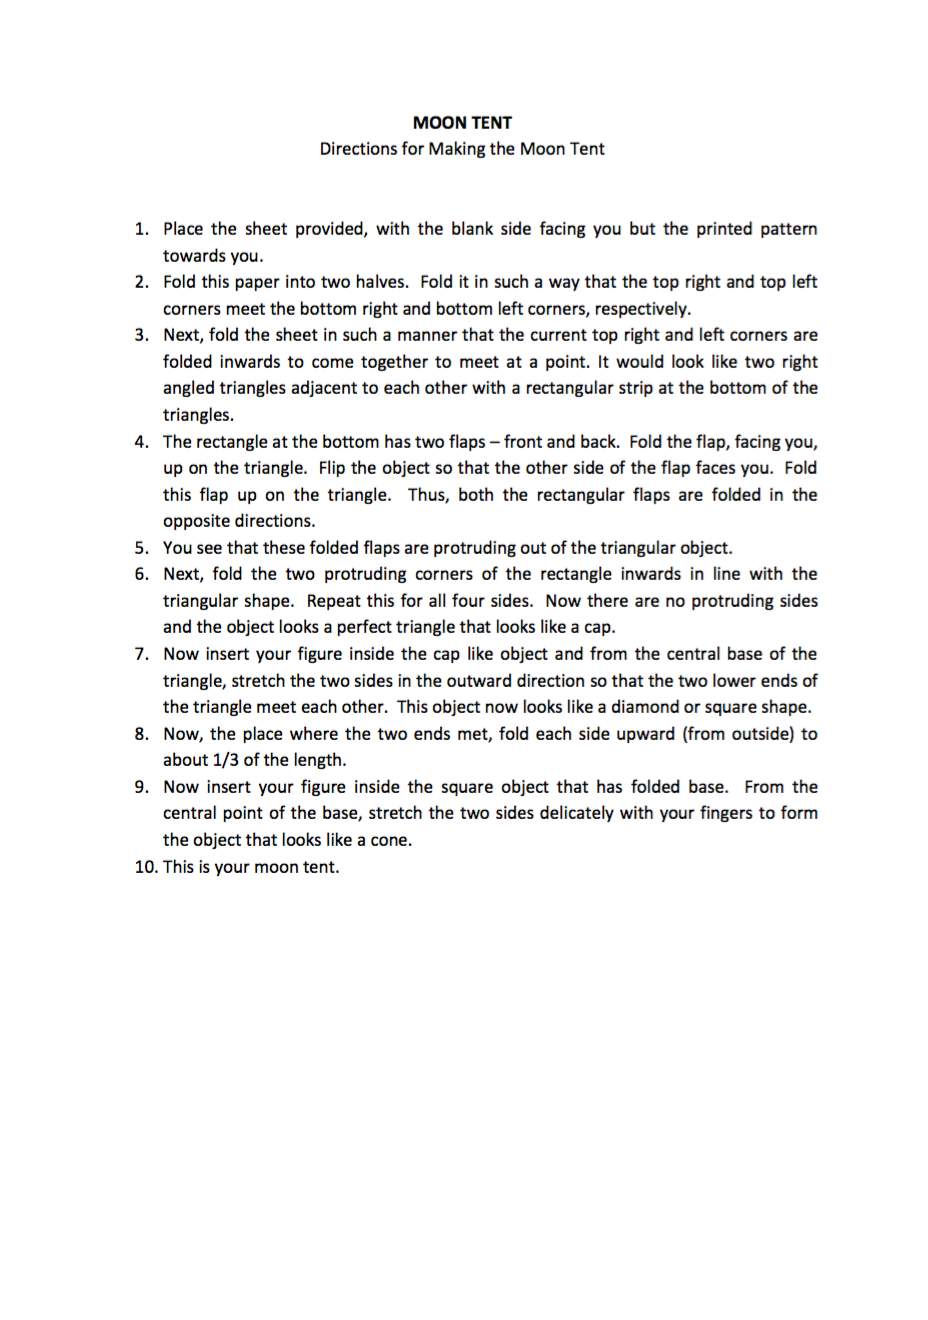 MOON TENT
Directions for Making the Moon Tent
1. Place the sheet provided, with the blank side facing you but the printed pattern
towards you.
2. Fold this paper into two halves. Fold it in such a way that the top right and top left
corners meet the bottom right and bottom left corners, respectively.
3. Next, fold the sheet in such a manner that the current top right and left corners are
folded inwards to come together to meet at a point. It would look like two right
angled triangles adjacent to each other with a rectangular strip at the bottom of the
triangles.
4. The rectangle at the bottom has two flaps – front and back. Fold the flap, facing you,
up on the triangle. Flip the object so that the other side of the flap faces you. Fold
this flap up on the triangle. Thus, both the rectangular flaps are folded in the
opposite directions.
5. You see that these folded flaps are protruding out of the triangular object.
6. Next, fold the two protruding corners of the rectangle inwards in line with the
triangular shape. Repeat this for all four sides. Now there are no protruding sides
and the object looks a perfect triangle that looks like a cap.
7. Now insert your figure inside the cap like object and from the central base of the
triangle, stretch the two sides in the outward direction so that the two lower ends of
the triangle meet each other. This object now looks like a diamond or square shape.
8. Now, the place where the two ends met, fold each side upward (from outside) to
about 1/3 of the length.
9. Now insert your figure inside the square object that has folded base. From the
central point of the base, stretch the two sides delicately with your fingers to form
the object that looks like a cone.
10. This is your moon tent.